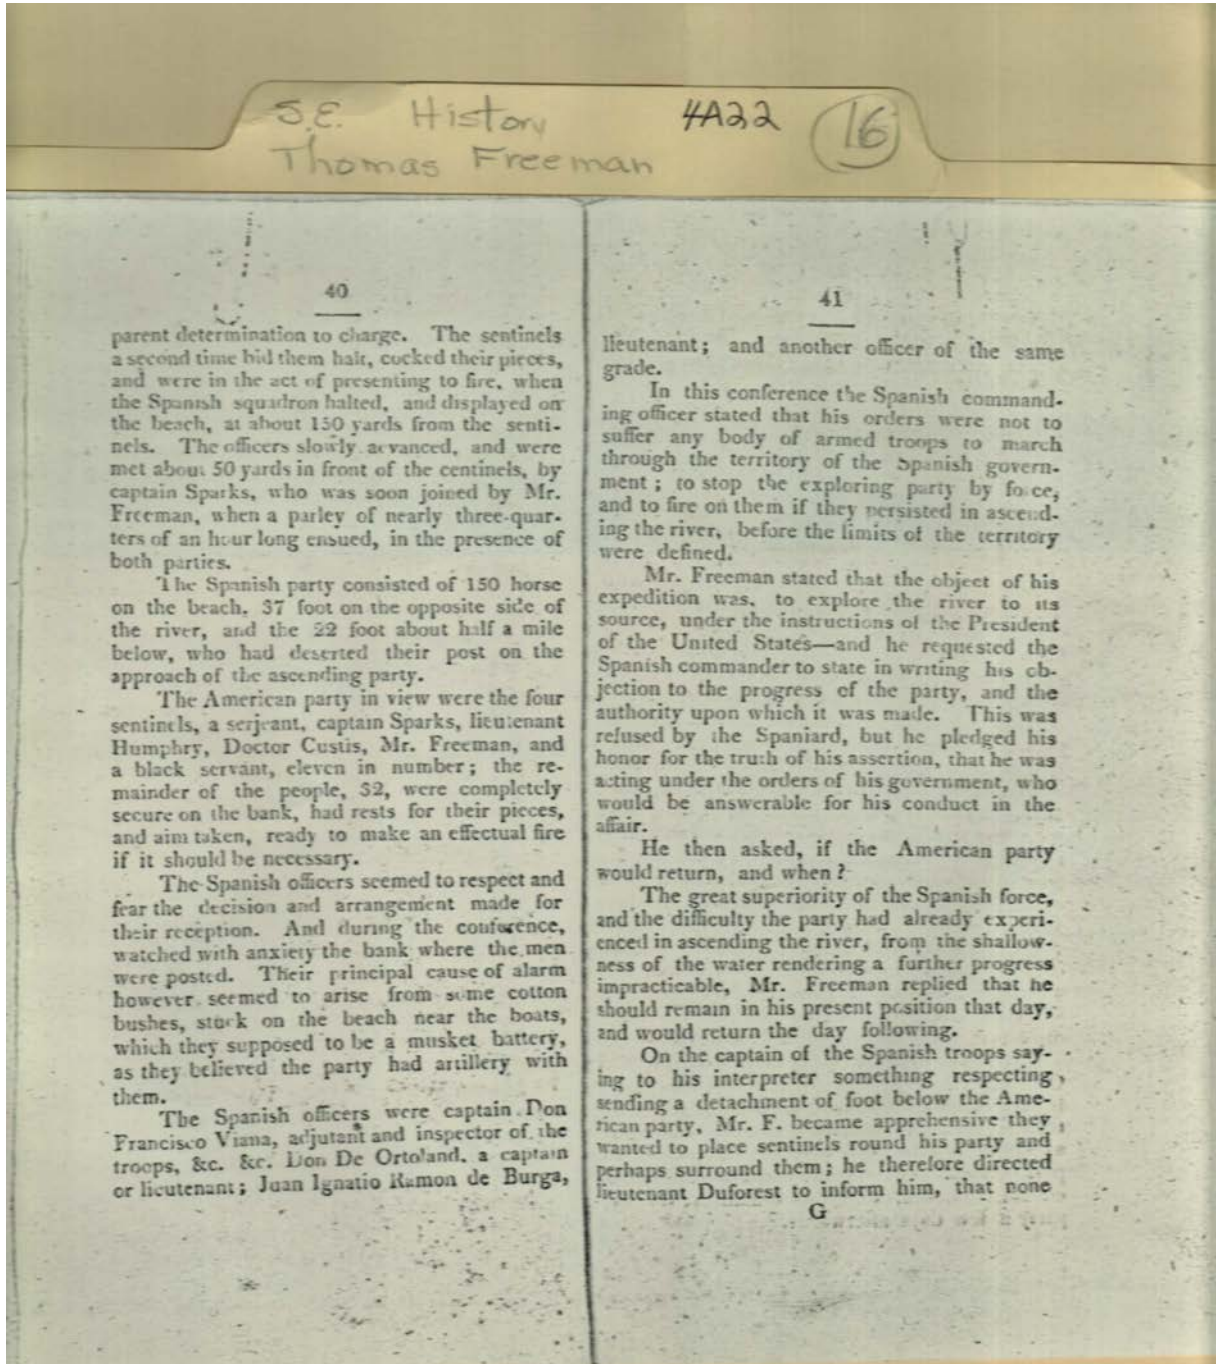 S.E. History 4A22 16
Thomas Freeman
40
parent determination to charge. The sentinels
a second time bid them halt, cocked their pieces,
and were in the act of presenting to fire, when
the Spanish squadron halted, and displayed on
the beach, at about 150 yards from the senti-
nels. The officers slowly advanced, and were
met about 50 yards in front of the centinels, by
captain Sparks, who was soon joined by Mr.
Freeman, when a parley of nearly three-quar-
ters of an hour long ensued, in the presence of
both parties.
The Spanish party consisted of 150 horse
on the beach, 37 foot on the opposite side of
the river, and the 22 foot about half a mile
below, who had deserted their post on the
approach of the ascending party.
The American party in view were the four
sentinels, a serjeant, captain Sparks, lieutenant
Humphry, Doctor Custis, Mr. Freeman, and
a black servant, eleven in number; the re-
mainder of the people, 32, were completely
secure on the bank, had rests for their pieces,
and aim taken, ready to make an effectual fire
if it should be necessary.
The Spanish officers seemed to respect and
fear the decision and arrangement made for
their reception. And during the conference,
watched with anxiety the bank where the men
were posted. Their principal cause of alarm
however seemed to arise from some cotton
bushes, stuck on the beach near the boats,
which they supposed to be a musket battery,
as they believed the party had artillery with
them.
The Spanish officers were captain Don
Francisco Viana, adjutant and inspector of the
troops, &c. &c. Don De Ortoland, a captain
or lieutenant; Juan Ignatio Ramon de Burga,
41
lieutenant; and another officer of the same
grade.
In this conference the Spanish command-
ing officer stated that his orders were not to
suffer any body of armed troops to march
through the territory of the Spanish govern-
ment; to stop the exploring party by force,
and to fire on them if they persisted in ascend-
ing the river, before the limits of the territory
were defined.
Mr. Freeman stated that the object of his
expedition was, to explore the river to its
source, under the instructions of the President
of the United States—and he requested the
Spanish commander to state in writing his ob-
jection to the progress of the party, and the
authority upon which it was made. This was
refused by the Spaniard, but he pledged his
honor for the truth of his assertion, that he was
acting under the orders of his government, who
would be answerable for his conduct in the
affair.
He then asked, if the American party
would return, and when?
The great superiority of the Spanish force,
and the difficulty the party had already experi-
enced in ascending the river, from the shallow-
ness of the water rendering a further progress
impracticable, Mr. Freeman replied that he
should remain in his present position that day,
and would return the day following.
On the captain of the Spanish troops say-
ing to his interpreter something respecting
sending a detachment of foot below the Ame-
rican party, Mr. F. became apprehensive they
wanted to place sentinels round his party and
perhaps surround them; he therefore directed
lieutenant Duforest to inform him, that none
G